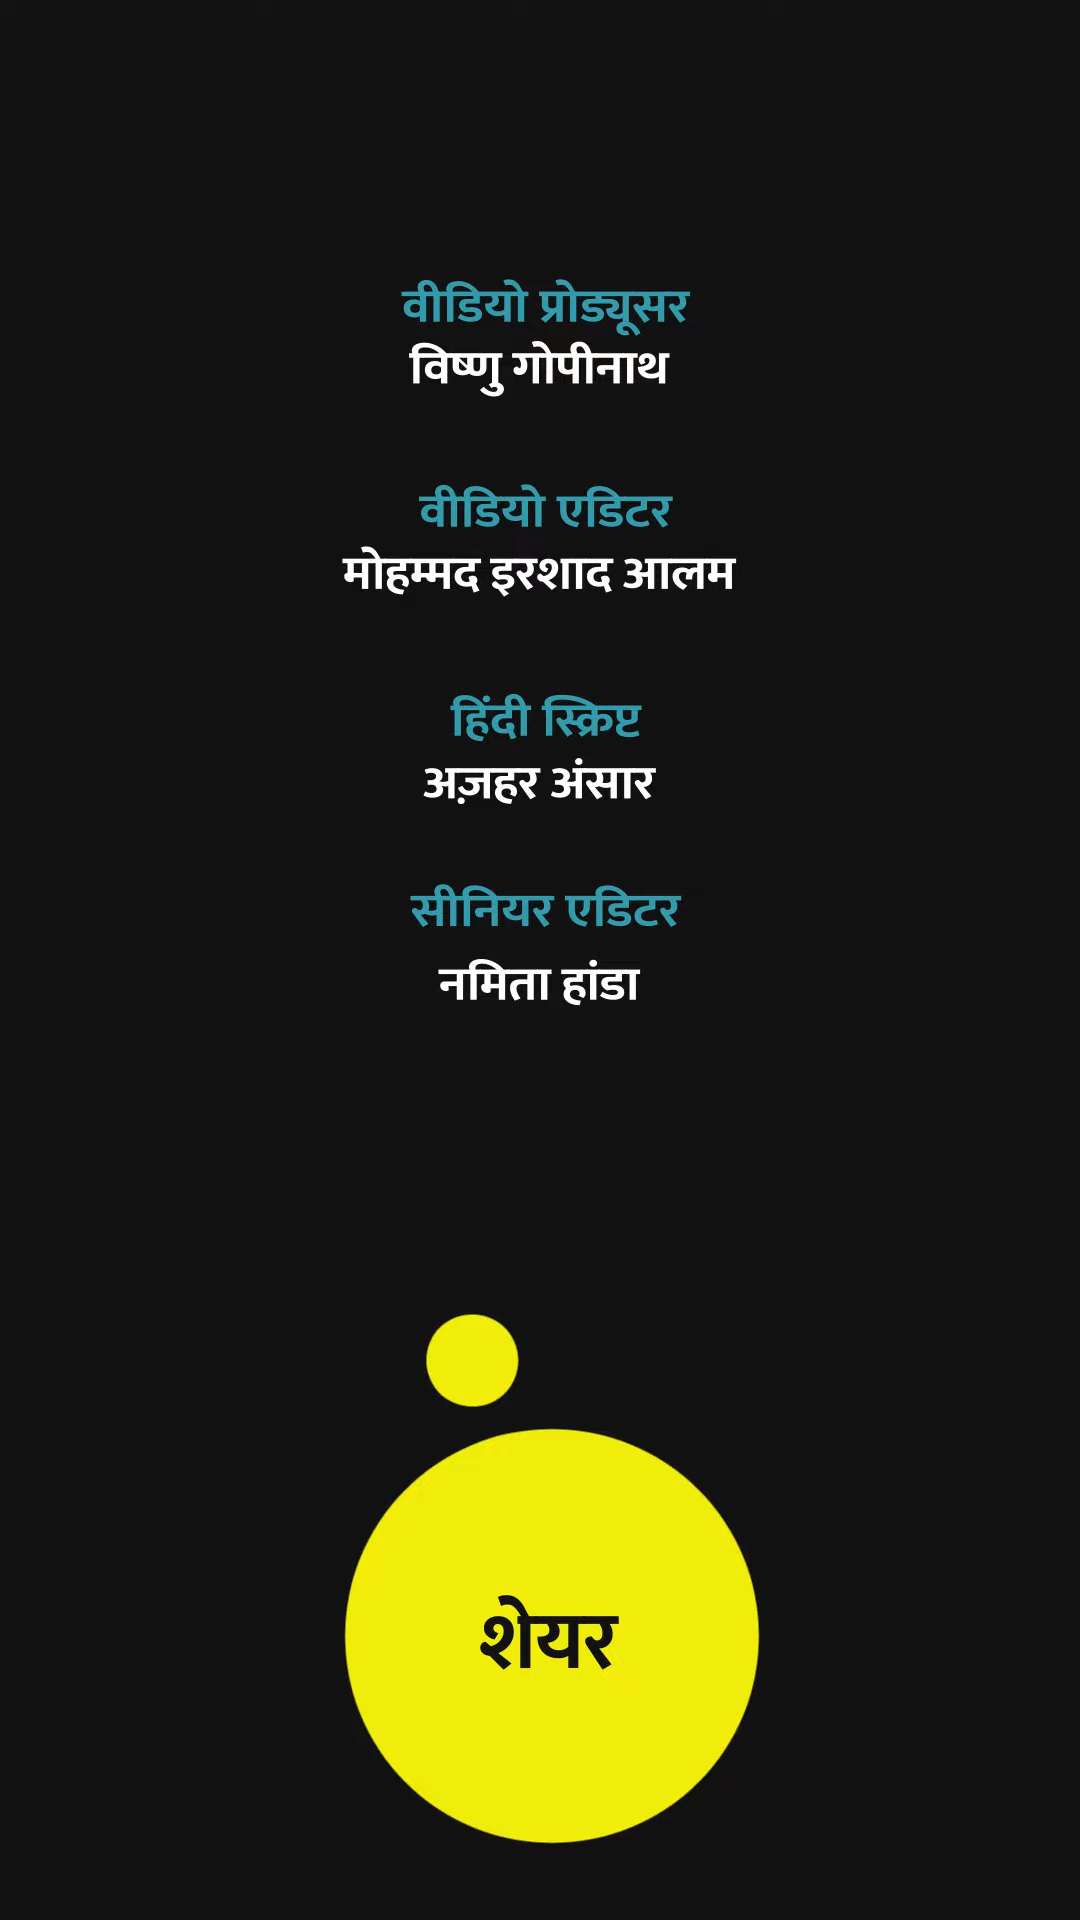 वीडियो प्रोड्यूसर
विष्णु गोपीनाथ
वीडियो एडिटर
मोहम्मद इरशाद आलम
हिंदी स्क्रिप्ट
अज़हर अंसार
सीनियर एडिटर
नमिता हांडा
शेयर